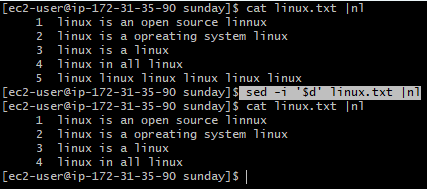 [ec2-user@ip-172-31-35-90 sunday]$ cat linux.txt |nl
     1  linux is an open source linnux
     2  linux is a opreating system linux
     3  linux is a linux
     4  linux in all linux
     5  linux linux linux linux linux linux
[ec2-user@ip-172-31-35-90 sunday]$ sed -i '$d' linux.txt |nl
[ec2-user@ip-172-31-35-90 sunday]$ cat linux.txt |nl
     1  linux is an open source linnux
     2  linux is a opreating system linux
     3  linux is a linux
     4  linux in all linux
[ec2-user@ip-172-31-35-90 sunday]$